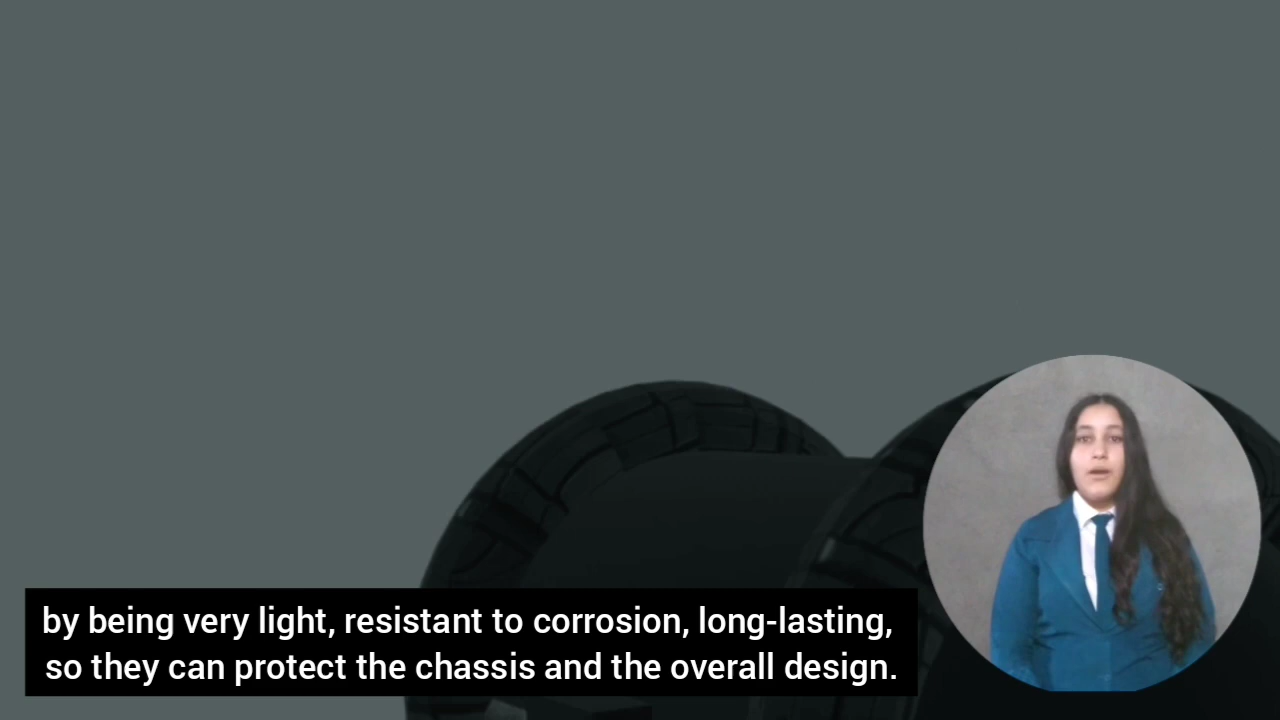 by being very light, resistant to corrosion, long-lasting,
so they can protect the chassis and the overall design.